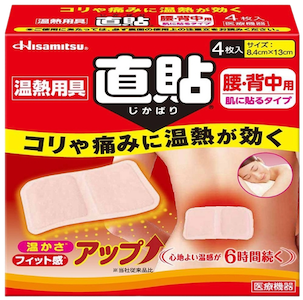 コリや痛みに温熱が効く
4枚入
Hisamitsu
4枚入
サイズ：
8.4cm×13cm
医療機器
温熱用具
直貼
じかばり
腰・背中用
肌に貼るタイプ
コリや痛みに温熱が効く
温かさ
フィット感
アップ
※当社従来品比
心地よい温感が6時間続く
医療機器